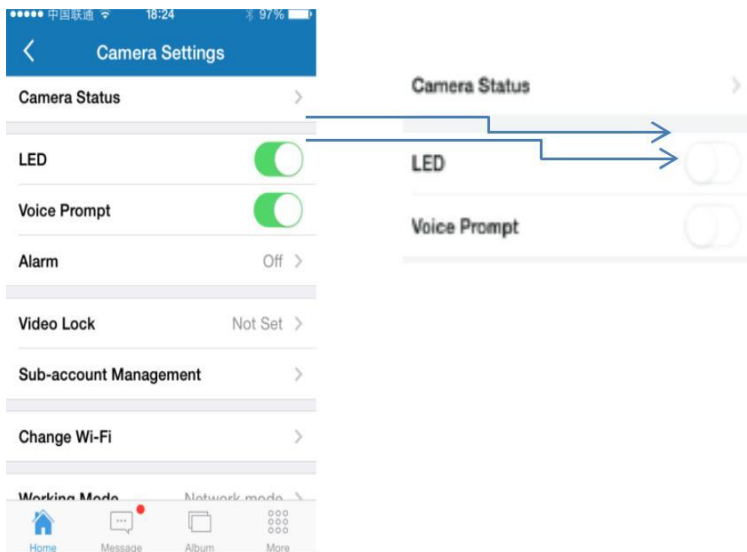 中国联通 18:24 97%
Camera Settings
Camera Status
LED
Voice Prompt
Alarm Off
Video Lock Not Set
Sub-account Management
Change Wi-Fi
Working Mode Network mode
Home Message Album More
Camera Status
LED
Voice Prompt